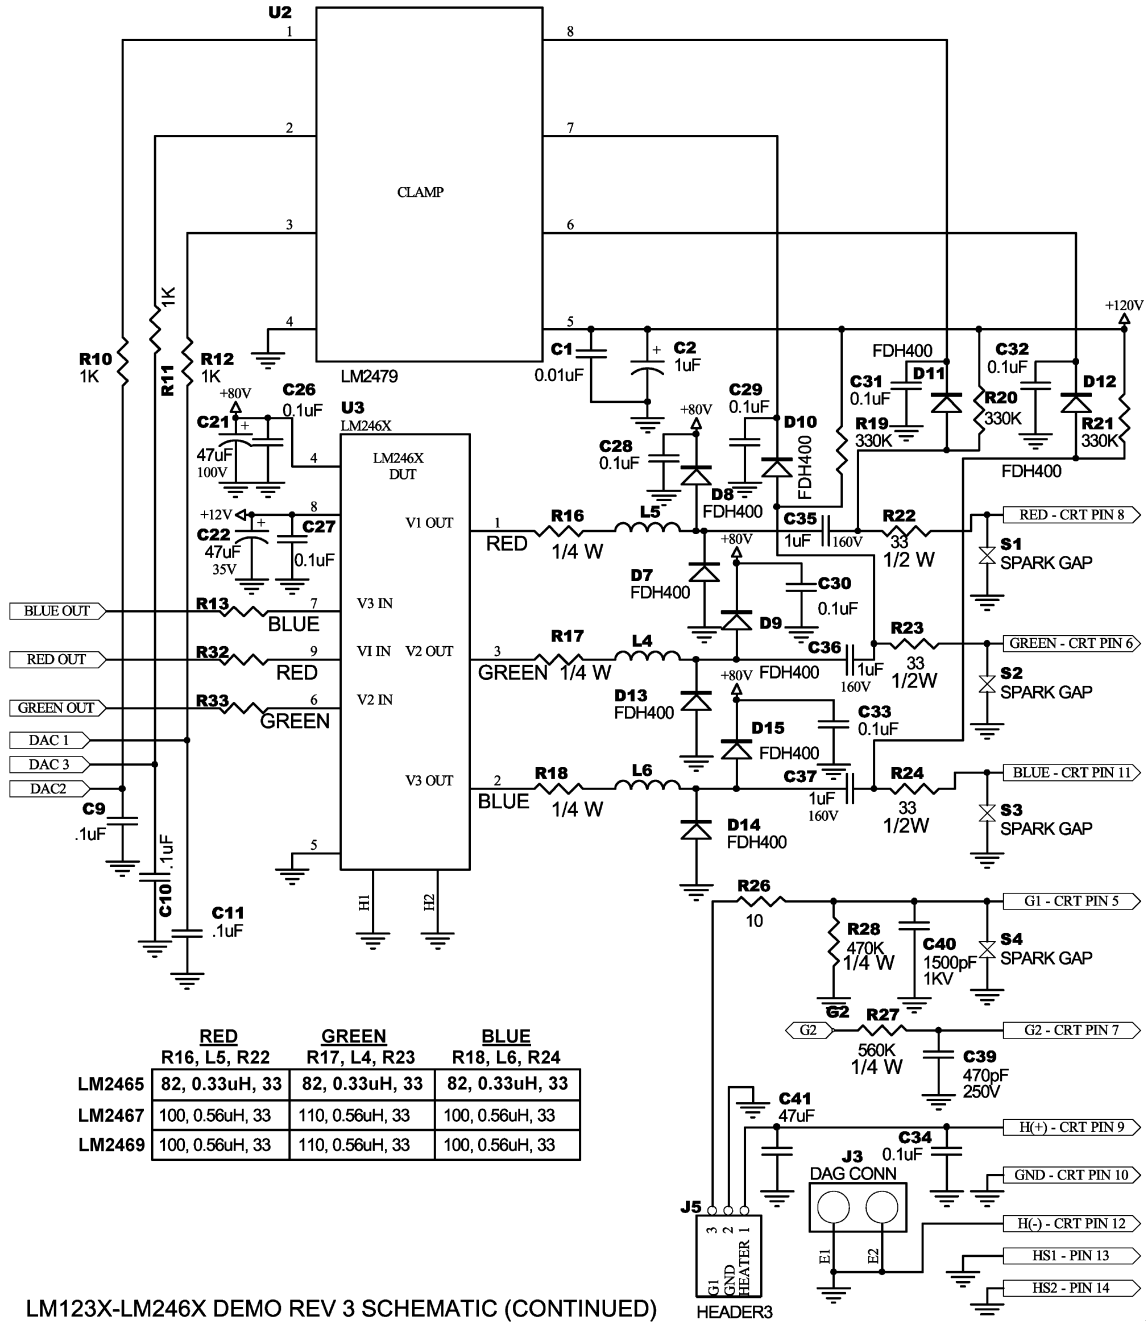 U2
1
8
2
7
CLAMP
3
6
1K
+120V
4
5
R10
1K
R11
R12
1K
LM2479
C1
0.01uF
+
C2
1uF
FDH400
C31
0.1uF
D11
C32
0.1uF
D12
R20
330K
R21
330K
FDH400
+80V
C26
0.1uF
C21
+
47uF
100V
U3
LM246X
LM246X
DUT
4
C29
0.1uF
D10
FDH400
R19
330K
+80V
C28
0.1uF
D8
FDH400
+12V
8
C22
+
47uF
35V
C27
0.1uF
V1 OUT
1
RED
R16
1/4 W
L5
C35
1uF
160V
R22
33
1/2 W
RED - CRT PIN 8
S1
SPARK GAP
+80V
D7
FDH400
C30
0.1uF
D9
BLUE OUT
R13
7
BLUE
V3 IN
RED OUT
R32
9
RED
V1 IN
V2 OUT
3
GREEN
R17
1/4 W
L4
FDH400
C36
1uF
160V
R23
33
1/2W
GREEN - CRT PIN 6
S2
SPARK GAP
GREEN OUT
R33
6
GREEN
V2 IN
D13
FDH400
+80V
C33
0.1uF
D15
FDH400
DAC 1
DAC 3
DAC2
V3 OUT
2
BLUE
R18
1/4 W
L6
C37
1uF
160V
R24
33
1/2W
BLUE - CRT PIN 11
S3
SPARK GAP
C9
.1uF
D14
FDH400
5
.1uF
C10
C11
.1uF
H1
H2
R26
10
G1 - CRT PIN 5
R28
470K
1/4 W
C40
1500pF
1KV
S4
SPARK GAP
G2
G2
R27
560K
1/4 W
G2 - CRT PIN 7
C39
470pF
250V
RED GREEN BLUE
R16, L5, R22 R17, L4, R23 R18, L6, R24
LM2465 82, 0.33uH, 33 82, 0.33uH, 33 82, 0.33uH, 33
LM2467 100, 0.56uH, 33 110, 0.56uH, 33 100, 0.56uH, 33
LM2469 100, 0.56uH, 33 110, 0.56uH, 33 100, 0.56uH, 33
C41
47uF
C34
0.1uF
H(+) - CRT PIN 9
J3
DAG CONN
GND - CRT PIN 10
J5
3
2
1
G1
GND
HEATER
HEADER3
E1
E2
H(-) - CRT PIN 12
HS1 - PIN 13
HS2 - PIN 14
LM123X-LM246X DEMO REV 3 SCHEMATIC (CONTINUED)